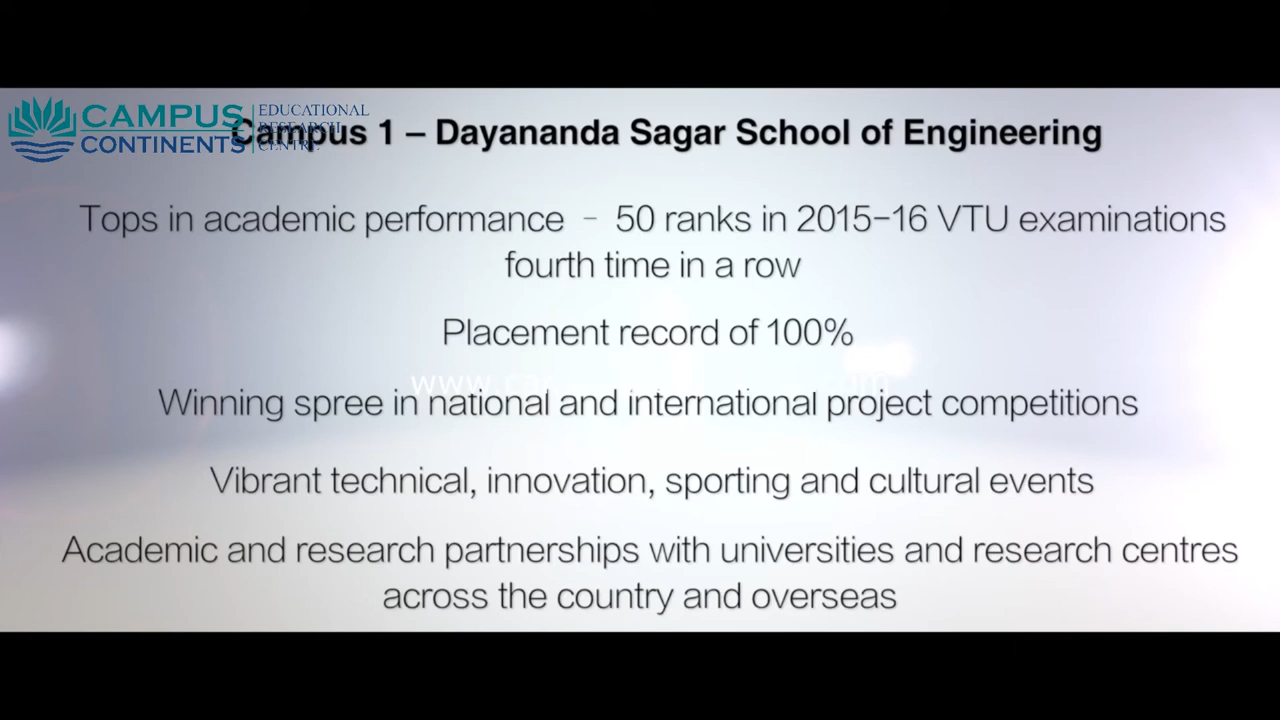 CAMPUS
CONTINENTS
EDUCATIONAL
RESEARCH
CENTRE
Campus 1 – Dayananda Sagar School of Engineering
Tops in academic performance – 50 ranks in 2015-16 VTU examinations
fourth time in a row
Placement record of 100%
Winning spree in national and international project competitions
Vibrant technical, innovation, sporting and cultural events
Academic and research partnerships with universities and research centres
across the country and overseas